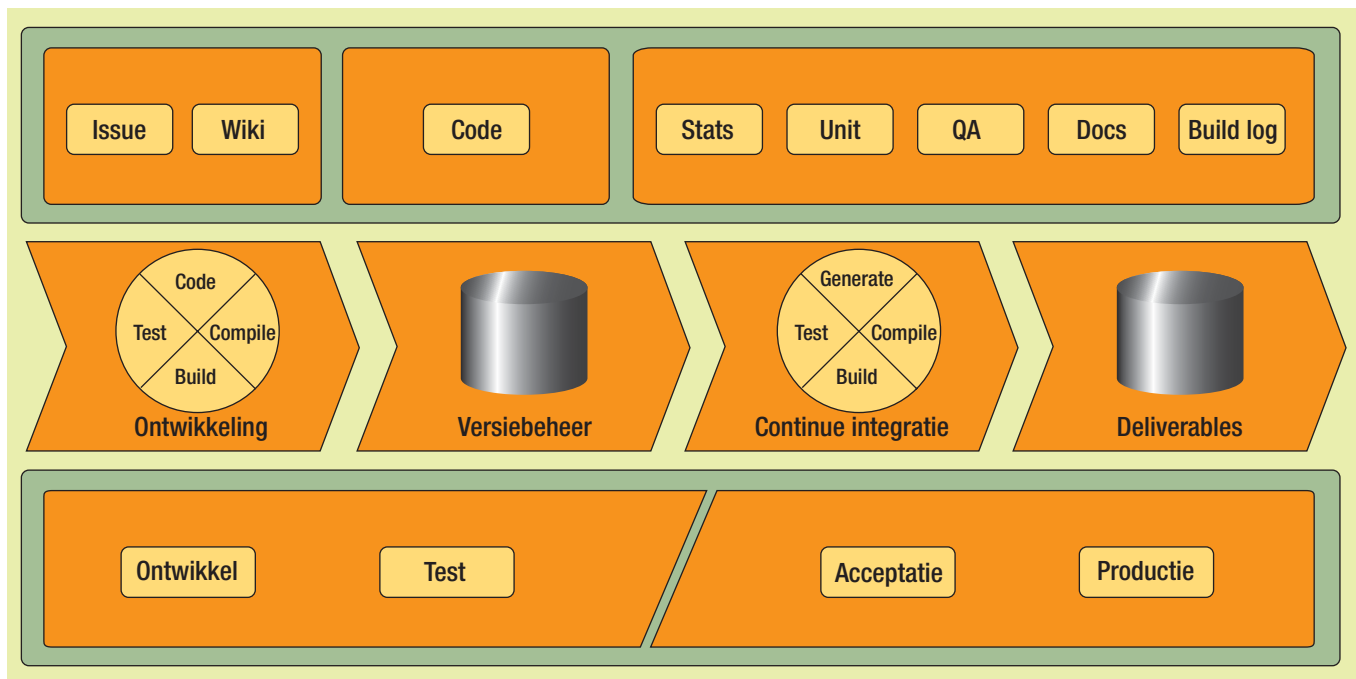 Issue
Wiki
Code
Stats
Unit
QA
Docs
Build log
Code
Test
Compile
Build
Ontwikkeling
Versiebeheer
Generate
Test
Compile
Build
Continue integratie
Deliverables
Ontwikkel
Test
Acceptatie
Productie